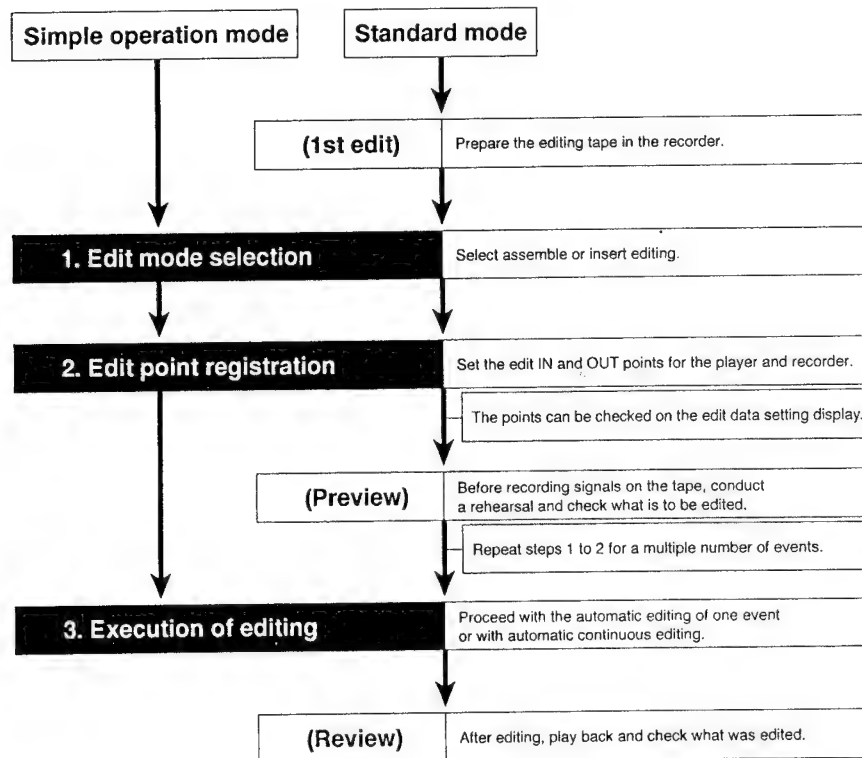 Simple operation mode
Standard mode
(1st edit)
Prepare the editing tape in the recorder.
1. Edit mode selection
Select assemble or insert editing.
2. Edit point registration
Set the edit IN and OUT points for the player and recorder.
The points can be checked on the edit data setting display.
(Preview)
Before recording signals on the tape, conduct
a rehearsal and check what is to be edited.
Repeat steps 1 to 2 for a multiple number of events.
3. Execution of editing
Proceed with the automatic editing of one event
or with automatic continuous editing.
(Review)
After editing, play back and check what was edited.